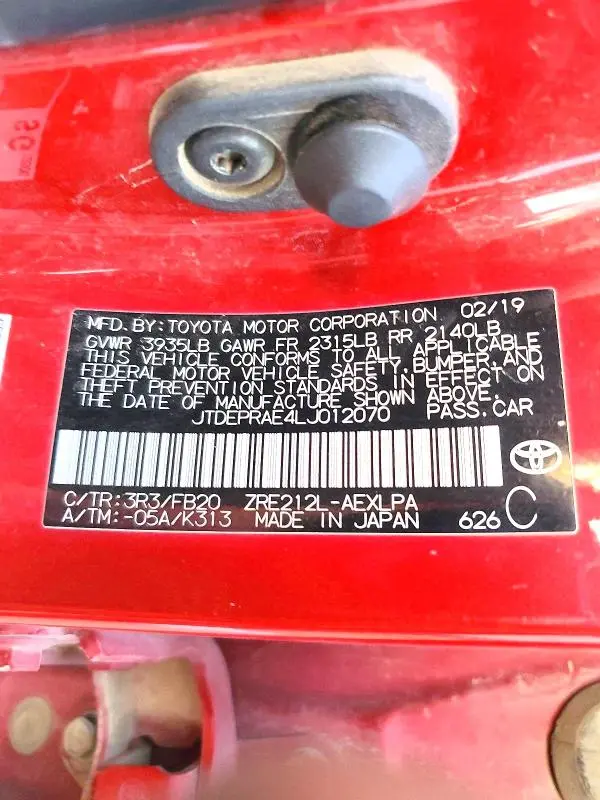 MFD. BY: TOYOTA MOTOR CORPORATION 02/19
GVWR 3935LB GAWR FR 2315LB RR 2140LB
THIS VEHICLE CONFORMS TO ALL APPLICABLE
FEDERAL MOTOR VEHICLE SAFETY, BUMPER, AND
THEFT PREVENTION STANDARDS IN EFFECT ON
THE DATE OF MANUFACTURE SHOWN ABOVE.
JTDEPRAE4LJ012070 PASS. CAR
C/TR: 3R3/FB20 ZRE212L-AEXLPA
A/TM: -05A/K313 MADE IN JAPAN 626 C